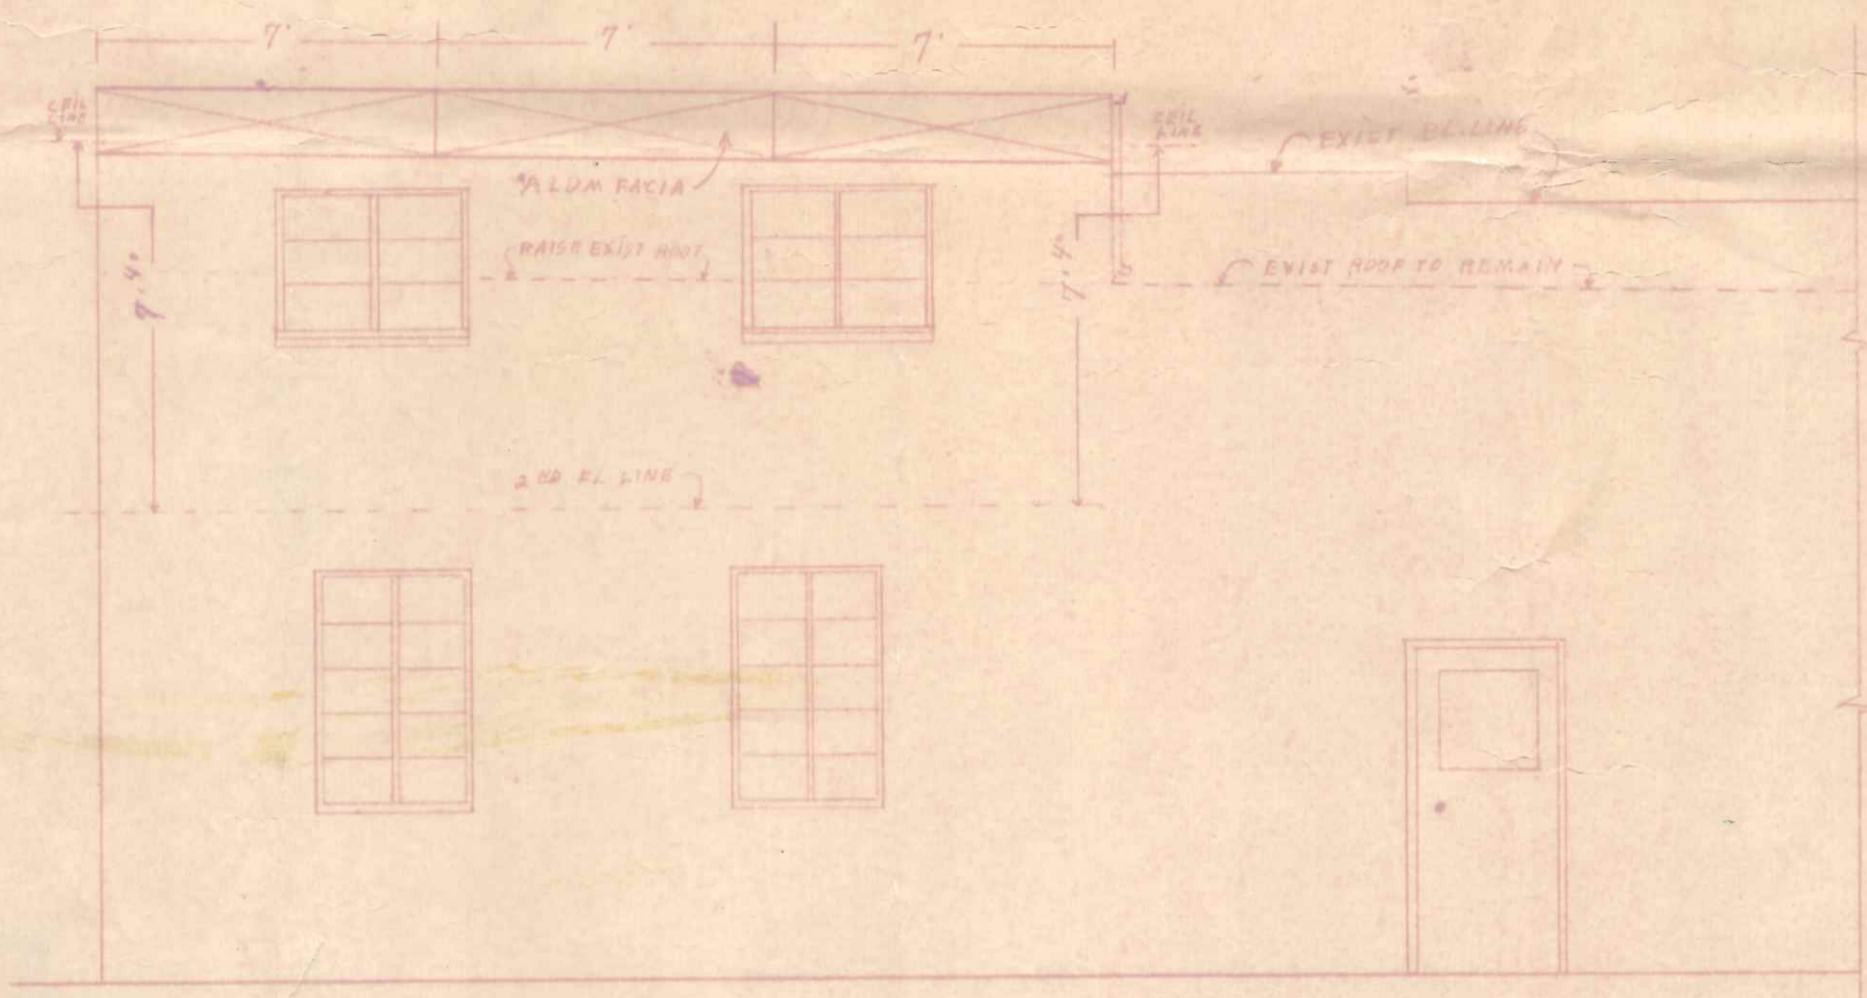 7' 7' 7'
CEIL
LINE
CEIL
LINE
EXIST BL. LINE
ALUM FACIA
RAISE EXIST ROOF
EXIST ROOF TO REMAIN
7'-4"
7'-4"
2ND FL LINE